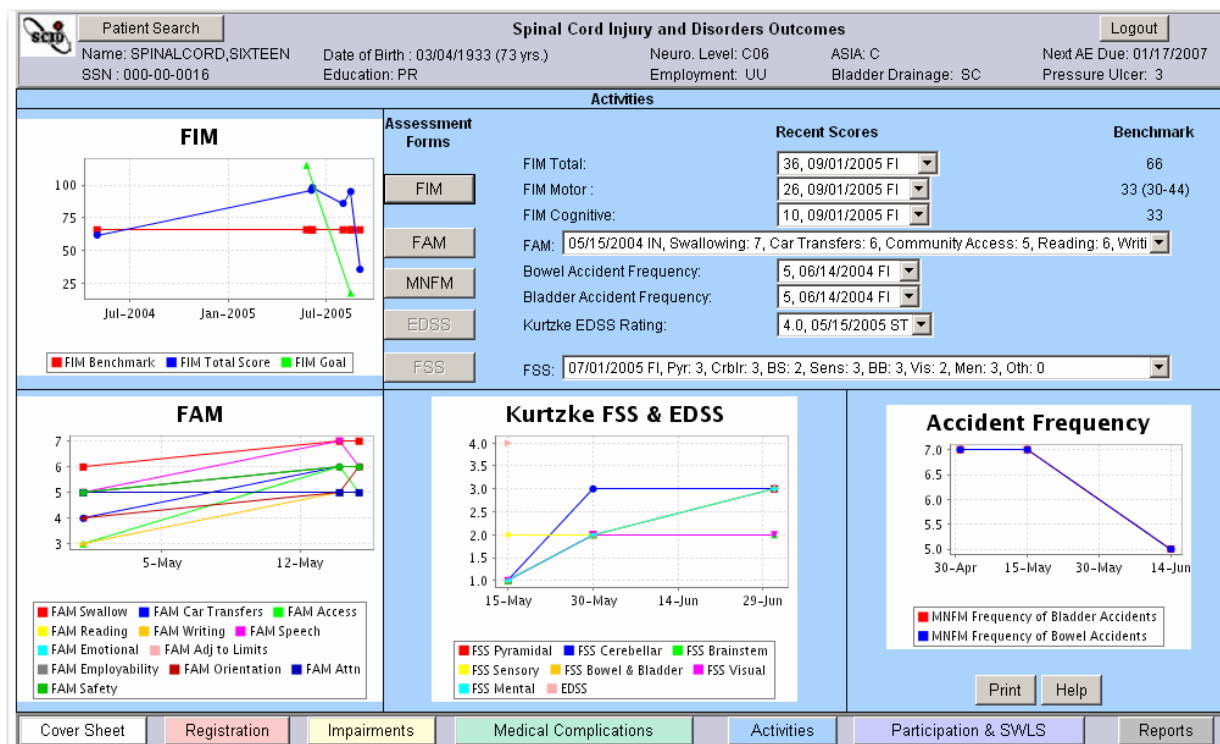 SCIU
Patient Search
Spinal Cord Injury and Disorders Outcomes
Logout
Name: SPINALCORD,SIXTEEN Date of Birth : 03/04/1933 (73 yrs.) Neuro. Level: C06 ASIA: C Next AE Due: 01/17/2007
SSN : 000-00-0016 Education: PR Employment: UU Bladder Drainage: SC Pressure Ulcer: 3
Activities
FIM
100
75
50
25
Jul-2004 Jan-2005 Jul-2005
FIM Benchmark FIM Total Score FIM Goal
Assessment
Forms
FIM
FAM
MNFM
EDSS
FSS
Recent Scores Benchmark
FIM Total: 36, 09/01/2005 FI 66
FIM Motor : 26, 09/01/2005 FI 33 (30-44)
FIM Cognitive: 10, 09/01/2005 FI 33
FAM: 05/15/2004 IN, Swallowing: 7, Car Transfers: 6, Community Access: 5, Reading: 6, Writi
Bowel Accident Frequency: 5, 06/14/2004 FI
Bladder Accident Frequency: 5, 06/14/2004 FI
Kurtzke EDSS Rating: 4.0, 05/15/2005 ST
FSS: 07/01/2005 FI, Pyr: 3, Crblr: 3, BS: 2, Sens: 3, BB: 3, Vis: 2, Men: 3, Oth: 0
FAM
7
6
5
4
3
5-May 12-May
FAM Swallow FAM Car Transfers FAM Access
FAM Reading FAM Writing FAM Speech
FAM Emotional FAM Adj to Limits
FAM Employability FAM Orientation FAM Attn
FAM Safety
Kurtzke FSS & EDSS
4.0
3.5
3.0
2.5
2.0
1.5
1.0
15-May 30-May 14-Jun 29-Jun
FSS Pyramidal FSS Cerebellar FSS Brainstem
FSS Sensory FSS Bowel & Bladder FSS Visual
FSS Mental EDSS
Accident Frequency
7.0
6.5
6.0
5.5
5.0
30-Apr 15-May 30-May 14-Jun
MNFM Frequency of Bladder Accidents
MNFM Frequency of Bowel Accidents
Print Help
Cover Sheet Registration Impairments Medical Complications Activities Participation & SWLS Reports